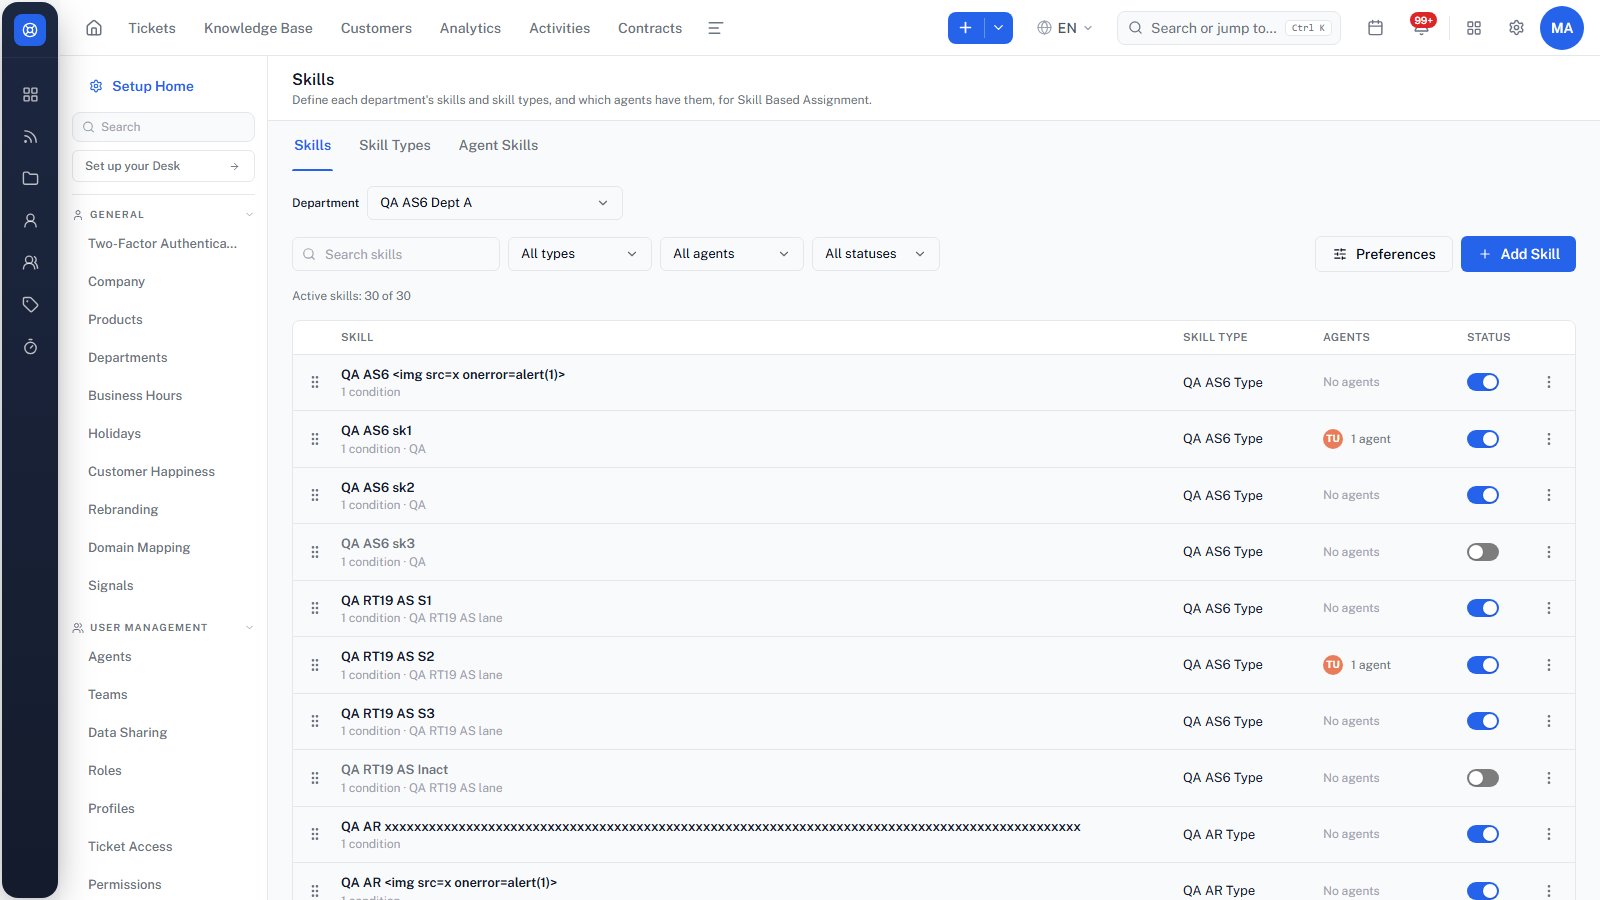 Tickets
Knowledge Base
Customers
Analytics
Activities
Contracts
EN
Search or jump to...
Ctrl K
99+
MA
Setup Home
Search
Set up your Desk
GENERAL
Two-Factor Authentica...
Company
Products
Departments
Business Hours
Holidays
Customer Happiness
Rebranding
Domain Mapping
Signals
USER MANAGEMENT
Agents
Teams
Data Sharing
Roles
Profiles
Ticket Access
Permissions
Skills
Define each department's skills and skill types, and which agents have them, for Skill Based Assignment.
Skills
Skill Types
Agent Skills
Department
QA AS6 Dept A
Search skills
All types
All agents
All statuses
Preferences
Add Skill
Active skills: 30 of 30
SKILL
SKILL TYPE
AGENTS
STATUS
QA AS6 <img src=x onerror=alert(1)>
1 condition
QA AS6 Type
No agents
QA AS6 sk1
1 condition · QA
QA AS6 Type
TU
1 agent
QA AS6 sk2
1 condition · QA
QA AS6 Type
No agents
QA AS6 sk3
1 condition · QA
QA AS6 Type
No agents
QA RT19 AS S1
1 condition · QA RT19 AS lane
QA AS6 Type
No agents
QA RT19 AS S2
1 condition · QA RT19 AS lane
QA AS6 Type
TU
1 agent
QA RT19 AS S3
1 condition · QA RT19 AS lane
QA AS6 Type
No agents
QA RT19 AS Inact
1 condition · QA RT19 AS lane
QA AS6 Type
No agents
QA AR
1 condition
QA AR Type
No agents
QA AR <img src=x onerror=alert(1)>
QA AR Type
No agents